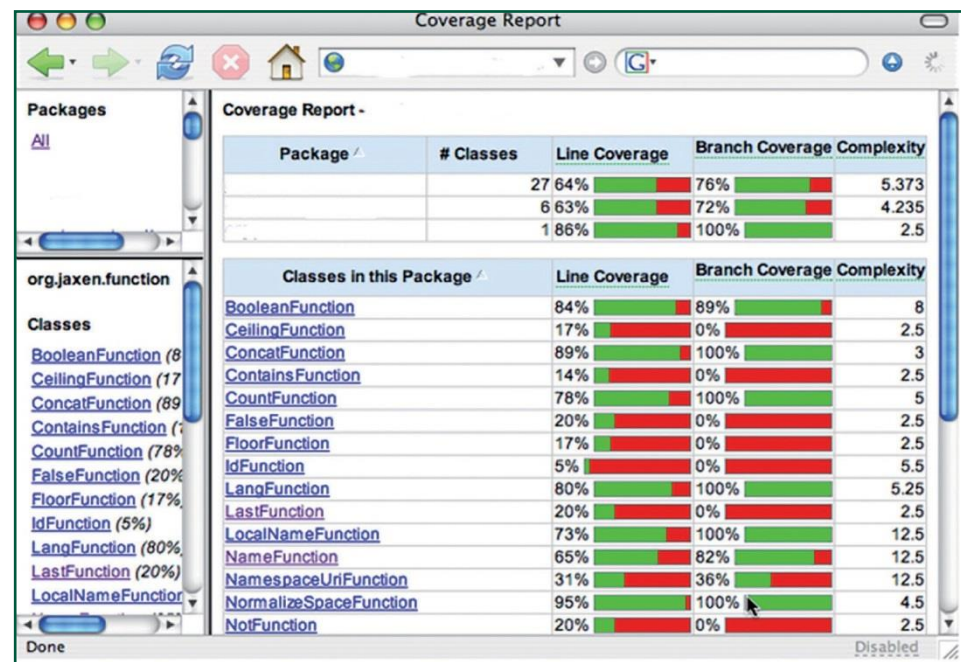 Coverage Report
G
Packages
All
org.jaxen.function
Classes
BooleanFunction (8
CeilingFunction (17
ConcatFunction (89
ContainsFunction (1
CountFunction (78%
FalseFunction (20%
FloorFunction (17%
IdFunction (5%)
LangFunction (80%
LastFunction (20%)
LocalNameFunction
Coverage Report -
Package # Classes Line Coverage Branch Coverage Complexity
27 64% 76% 5.373
6 63% 72% 4.235
1 86% 100% 2.5
Classes in this Package Line Coverage Branch Coverage Complexity
BooleanFunction 84% 89% 8
CeilingFunction 17% 0% 2.5
ConcatFunction 89% 100% 3
ContainsFunction 14% 0% 2.5
CountFunction 78% 100% 5
FalseFunction 20% 0% 2.5
FloorFunction 17% 0% 2.5
IdFunction 5% 0% 5.5
LangFunction 80% 100% 5.25
LastFunction 20% 0% 2.5
LocalNameFunction 73% 100% 12.5
NameFunction 65% 82% 12.5
NamespaceUriFunction 31% 36% 12.5
NormalizeSpaceFunction 95% 100% 4.5
NotFunction 20% 0% 2.5
Done
Disabled